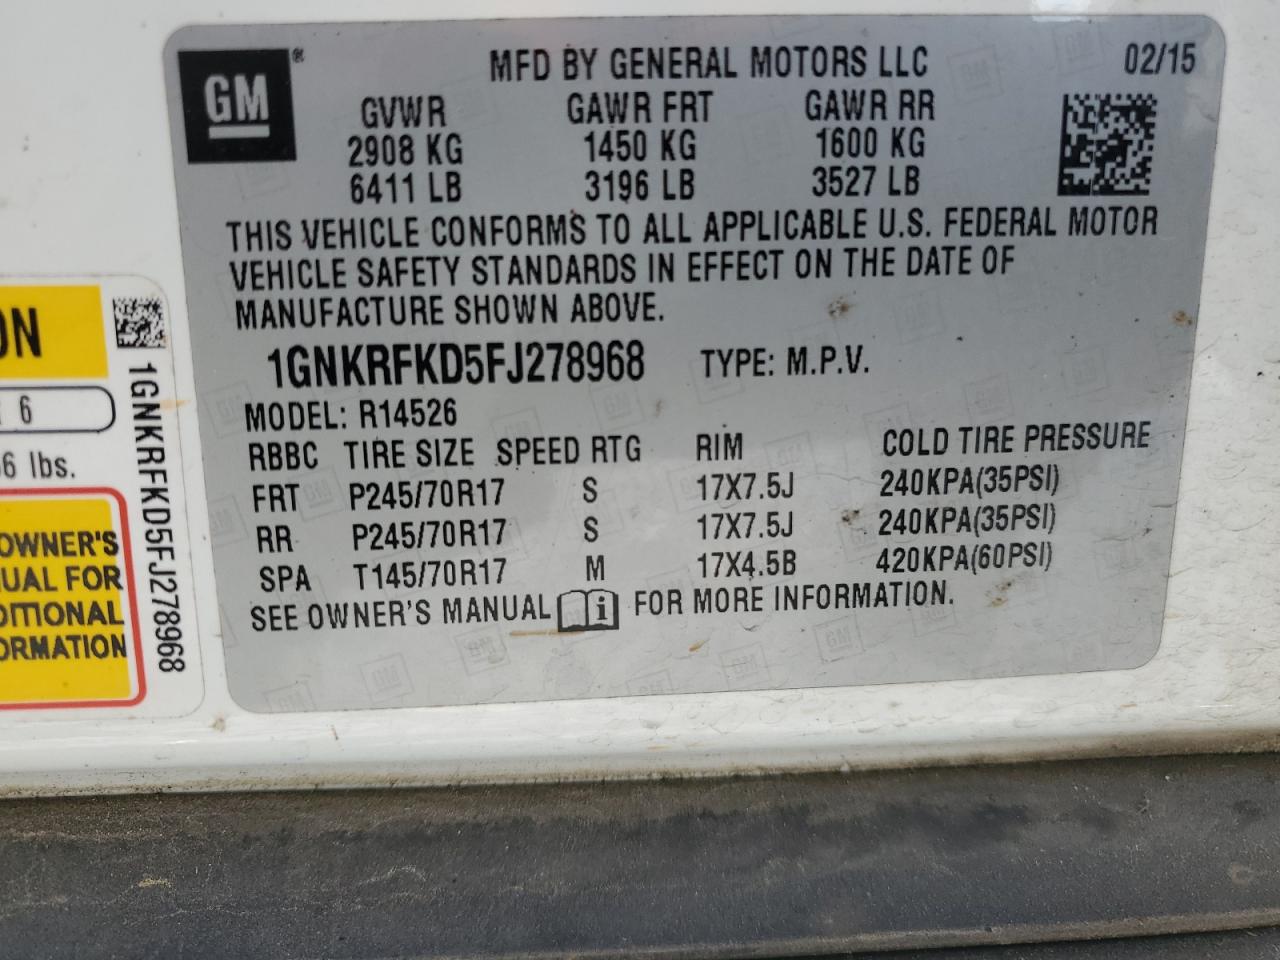 GM ®
MFD BY GENERAL MOTORS LLC 02/15
GVWR GAWR FRT GAWR RR
2908 KG 1450 KG 1600 KG
6411 LB 3196 LB 3527 LB
THIS VEHICLE CONFORMS TO ALL APPLICABLE U.S. FEDERAL MOTOR
VEHICLE SAFETY STANDARDS IN EFFECT ON THE DATE OF
MANUFACTURE SHOWN ABOVE.
1GNKRFKD5FJ278968 TYPE: M.P.V.
MODEL: R14526
RBBC TIRE SIZE SPEED RTG RIM COLD TIRE PRESSURE
FRT P245/70R17 S 17X7.5J 240KPA(35PSI)
RR P245/70R17 S 17X7.5J 240KPA(35PSI)
SPA T145/70R17 M 17X4.5B 420KPA(60PSI)
SEE OWNER'S MANUAL i FOR MORE INFORMATION.
ON
6
6 lbs.
OWNER'S
UAL FOR
DITIONAL
ORMATION
1GNKRFKD5FJ278968